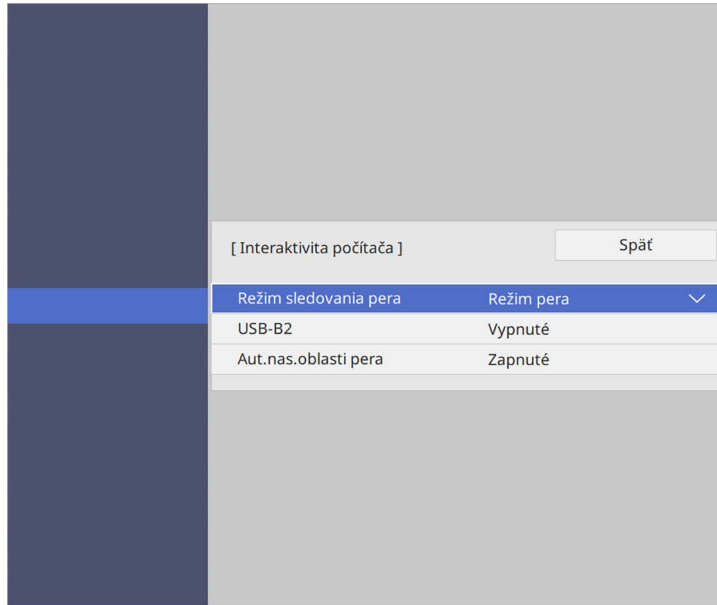 [ Interaktivita počítača ] Späť
Režim sledovania pera Režim pera
USB-B2 Vypnuté
Aut.nas.oblasti pera Zapnuté